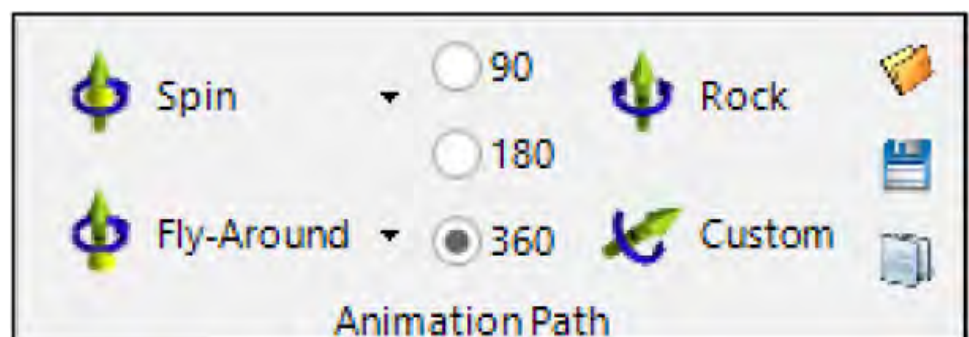 Spin
90
Rock
180
Fly-Around
360
Custom
Animation Path